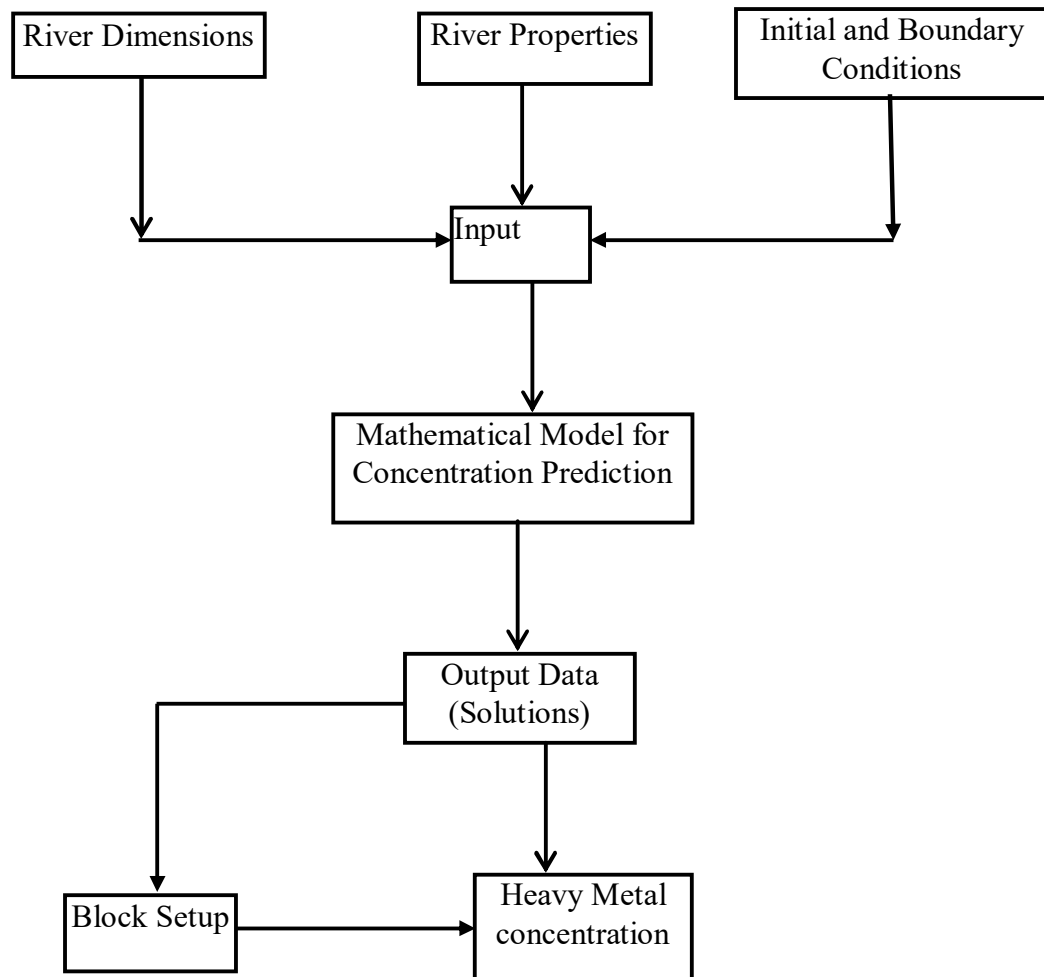 River Dimensions
River Properties
Initial and Boundary
Conditions
Input
Mathematical Model for
Concentration Prediction
Output Data
(Solutions)
Block Setup
Heavy Metal
concentration